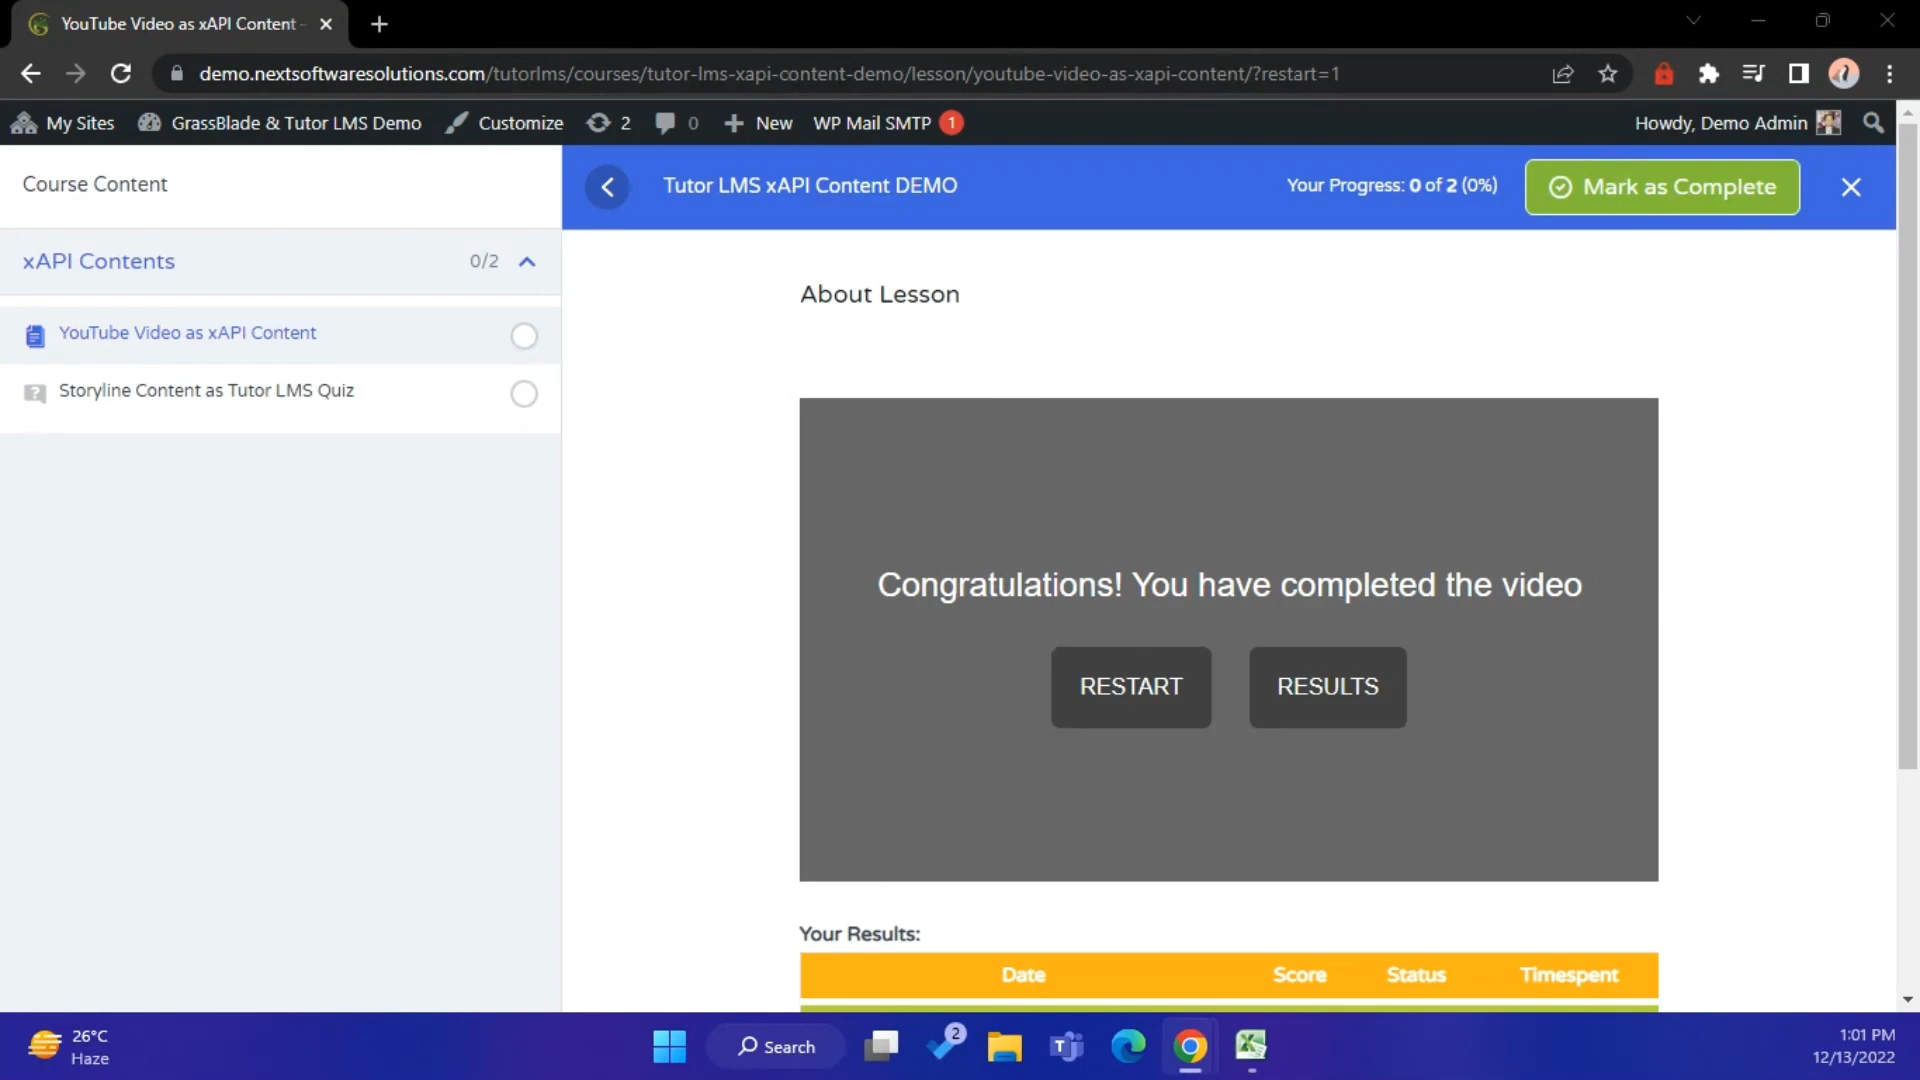 YouTube Video as xAPI Content -
demo.nextsoftwaresolutions.com/tutorlms/courses/tutor-lms-xapi-content-demo/lesson/youtube-video-as-xapi-content/?restart=1
My Sites GrassBlade & Tutor LMS Demo Customize 2 0 New WP Mail SMTP 1 Howdy, Demo Admin
Course Content
Tutor LMS xAPI Content DEMO
Your Progress: 0 of 2 (0%)
Mark as Complete
xAPI Contents 0/2
YouTube Video as xAPI Content
Storyline Content as Tutor LMS Quiz
About Lesson
Congratulations! You have completed the video
RESTART RESULTS
Your Results:
Date Score Status Timespent
26°C
Haze
Search
2
1:01 PM
12/13/2022